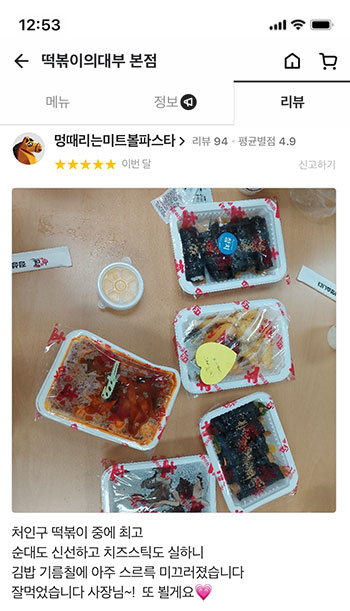 12:53
떡볶이의대부 본점
메뉴
정보
리뷰
멍때리는미트볼파스타 리뷰 94 · 평균별점 4.9
이번 달
신고하기
처인구 떡볶이 중에 최고
순대도 신선하고 치즈스틱도 실하니
김밥 기름칠에 아주 스르륵 미끄러졌습니다
잘먹었습니다 사장님~! 또 뵐게요